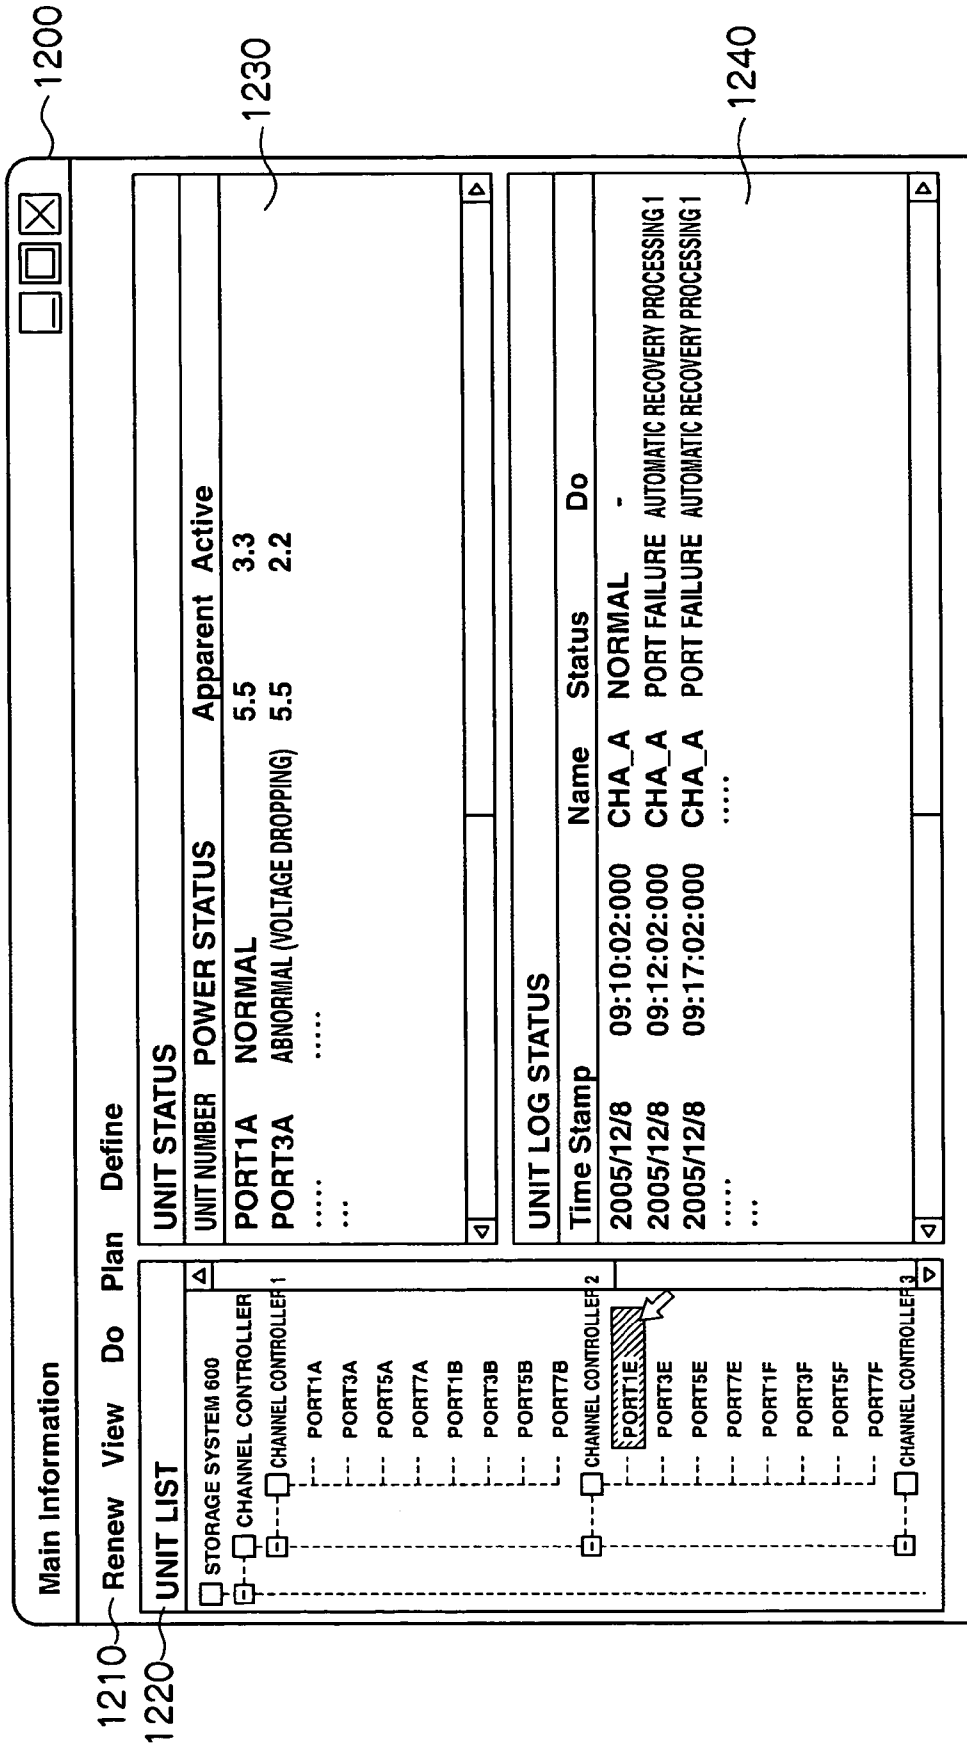 1200
Main Information
1210
Renew View Do Plan Define
1220
UNIT LIST
STORAGE SYSTEM 600
CHANNEL CONTROLLER
CHANNEL CONTROLLER 1
PORT1A
PORT3A
PORT5A
PORT7A
PORT1B
PORT3B
PORT5B
PORT7B
CHANNEL CONTROLLER 2
PORT1E
PORT3E
PORT5E
PORT7E
PORT1F
PORT3F
PORT5F
PORT7F
CHANNEL CONTROLLER 3
UNIT STATUS
1230
UNIT NUMBER POWER STATUS Apparent Active
PORT1A NORMAL 5.5 3.3
PORT3A ABNORMAL (VOLTAGE DROPPING) 5.5 2.2
..... .....
...
UNIT LOG STATUS
1240
Time Stamp Name Status Do
2005/12/8 09:10:02:000 CHA_A NORMAL -
2005/12/8 09:12:02:000 CHA_A PORT FAILURE AUTOMATIC RECOVERY PROCESSING 1
2005/12/8 09:17:02:000 CHA_A PORT FAILURE AUTOMATIC RECOVERY PROCESSING 1
..... .....
...